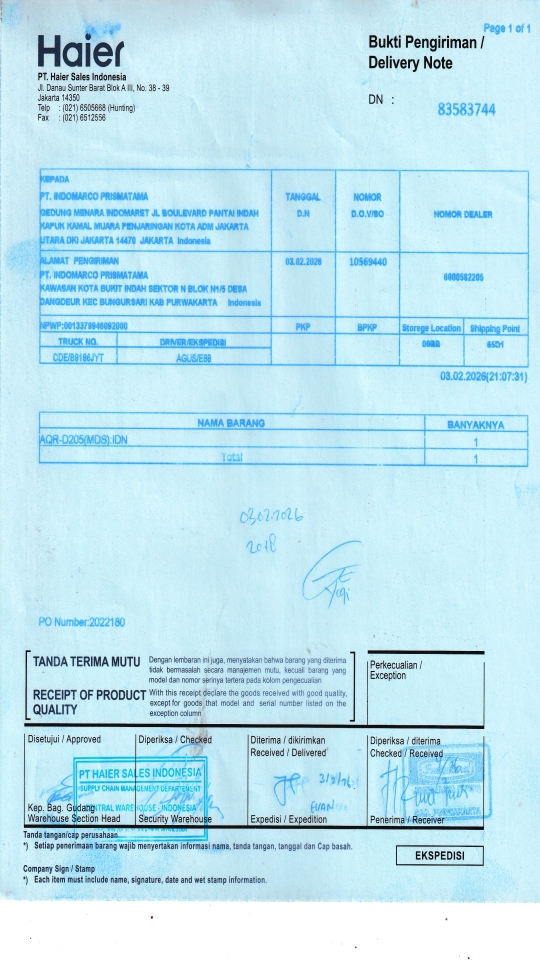 Page 1 of 1
Haier
PT. Haier Sales Indonesia
Jl. Danau Sunter Barat Blok A III, No. 38 - 39
Jakarta 14350
Telp : (021) 6505668 (Hunting)
Fax : (021) 6512556
Bukti Pengiriman /
Delivery Note
DN :
83583744
KEPADA
PT. INDOMARCO PRISMATAMA
GEDUNG MENARA INDOMARET JL BOULEVARD PANTAI INDAH
KAPUK KAMAL MUARA PENJARINGAN KOTA ADM JAKARTA
UTARA DKI JAKARTA 14470 JAKARTA Indonesia
TANGGAL
D.N
NOMOR
D.O.V/BO
NOMOR DEALER
ALAMAT PENGIRIMAN
PT. INDOMARCO PRISMATAMA
KAWASAN KOTA BUKIT INDAH SEKTOR N BLOK N1/5 DESA
DANGDEUR KEC BUNGURSARI KAB PURWAKARTA Indonesia
03.02.2026
10569440
6000582205
NPWP:0013379946092000
PKP
BPKP
Storege Location
Shipping Point
TRUCK NO.
DRIVER/EKSPEDISI
65D1
CDE/B9186JYT
AGUS/E88
03.02.2026(21:07:31)
NAMA BARANG
BANYAKNYA
AQR-D205(MDS):IDN
1
Total
1
03.02.2026
2018
PO Number:2022180
TANDA TERIMA MUTU
Dengan lembaran ini juga, menyatakan bahwa barang yang diterima
tidak bermasalah secara manajemen mutu, kecuali barang yang
model dan nomor serinya tertera pada kolom pengecualian
RECEIPT OF PRODUCT
QUALITY
With this receipt declare the goods received with good quality,
except for goods that model and serial number listed on the
exception column
Perkecualian /
Exception
Disetujui / Approved
Diperiksa / Checked
Diterima / dikirimkan
Received / Delivered
Diperiksa / diterima
Checked / Received
PT HAIER SALES INDONESIA
SUPPLY CHAIN MANAGEMENT DEPARTEMENT
CENTRAL WAREHOUSE - INDONESIA
3/2/26
Kep. Bag. Gudang
Warehouse Section Head
Security Warehouse
Expedisi / Expedition
Penerima / Receiver
Tanda tangan/cap perusahaan
*) Setiap penerimaan barang wajib menyertakan informasi nama, tanda tangan, tanggal dan Cap basah.
EKSPEDISI
Company Sign / Stamp
*) Each item must include name, signature, date and wet stamp information.